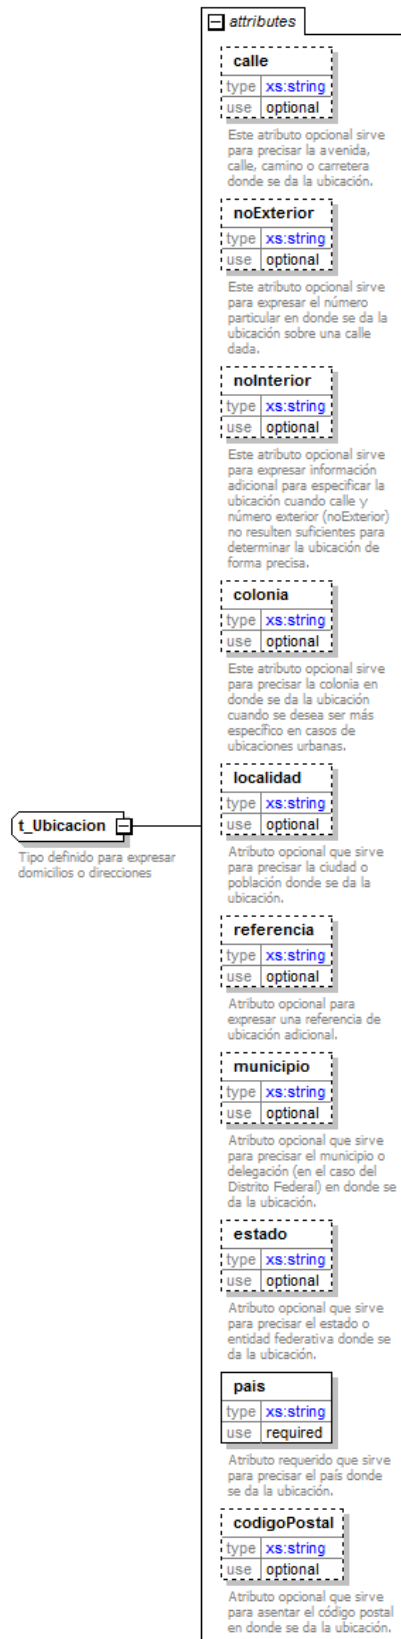 attributes
calle
type xs:string
use optional
Este atributo opcional sirve
para precisar la avenida,
calle, camino o carretera
donde se da la ubicación.
noExterior
type xs:string
use optional
Este atributo opcional sirve
para expresar el número
particular en donde se da la
ubicación sobre una calle
dada.
noInterior
type xs:string
use optional
Este atributo opcional sirve
para expresar información
adicional para especificar la
ubicación cuando calle y
número exterior (noExterior)
no resulten suficientes para
determinar la ubicación de
forma precisa.
colonia
type xs:string
use optional
Este atributo opcional sirve
para precisar la colonia en
donde se da la ubicación
cuando se desea ser más
específico en casos de
ubicaciones urbanas.
localidad
type xs:string
use optional
Atributo opcional que sirve
para precisar la ciudad o
población donde se da la
ubicación.
t_Ubicacion
Tipo definido para expresar
domicilios o direcciones
referencia
type xs:string
use optional
Atributo opcional para
expresar una referencia de
ubicación adicional.
municipio
type xs:string
use optional
Atributo opcional que sirve
para precisar el municipio o
delegación (en el caso del
Distrito Federal) en donde se
da la ubicación.
estado
type xs:string
use optional
Atributo opcional que sirve
para precisar el estado o
entidad federativa donde se
da la ubicación.
pais
type xs:string
use required
Atributo requerido que sirve
para precisar el país donde
se da la ubicación.
codigoPostal
type xs:string
use optional
Atributo opcional que sirve
para asentar el código postal
en donde se da la ubicación.